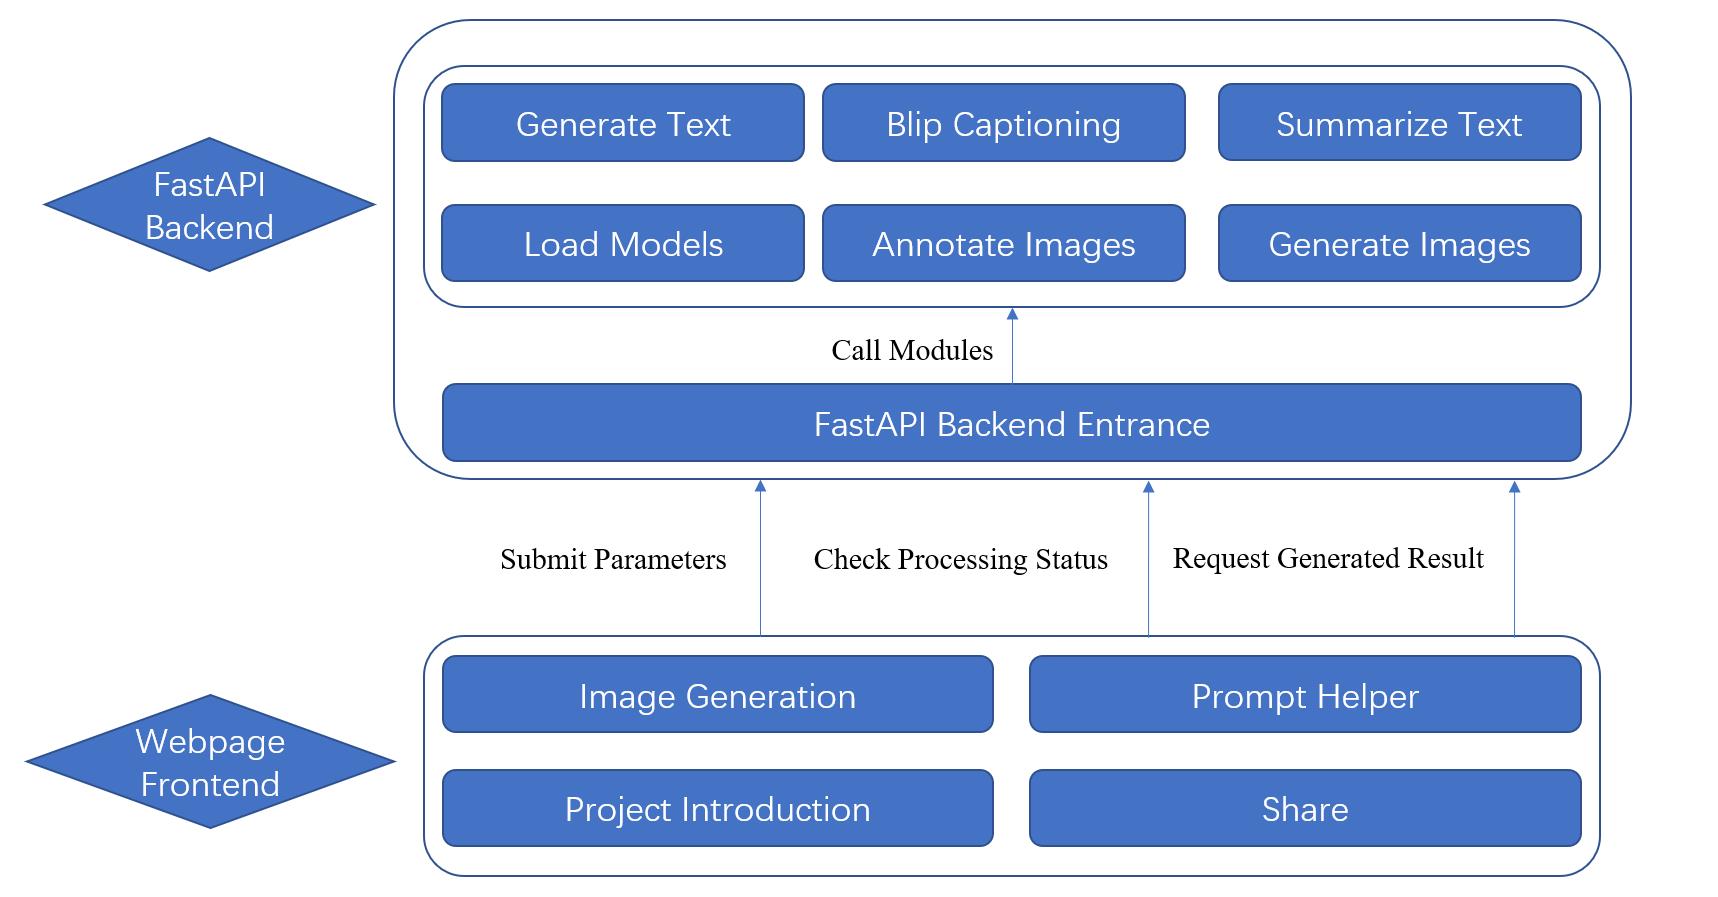 Generate Text
Blip Captioning
Summarize Text
FastAPI
Backend
Load Models
Annotate Images
Generate Images
Call Modules
FastAPI Backend Entrance
Submit Parameters
Check Processing Status
Request Generated Result
Image Generation
Prompt Helper
Webpage
Frontend
Project Introduction
Share